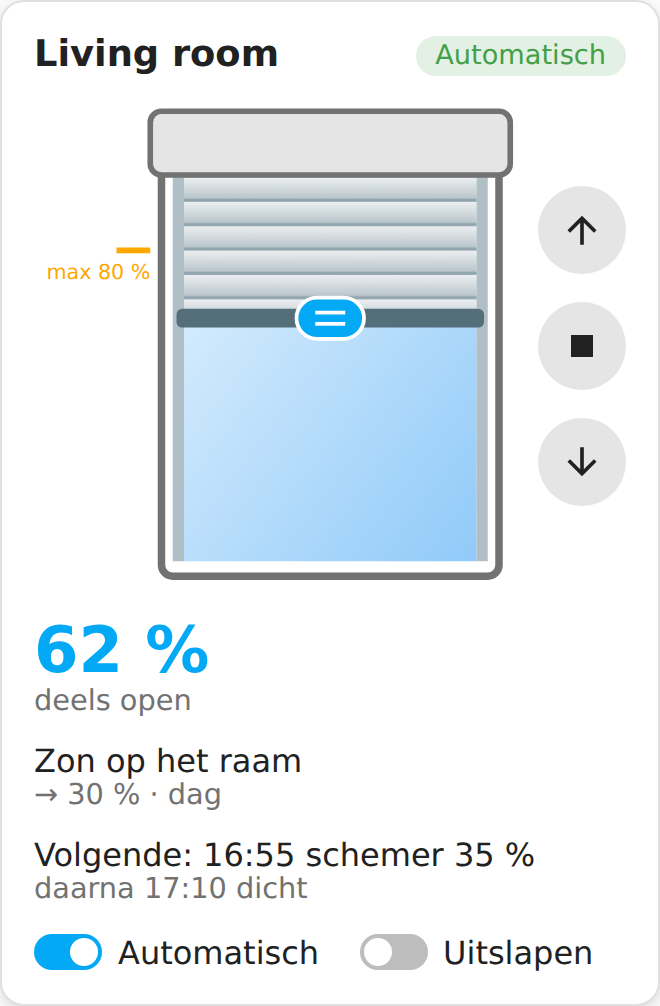 Living room
Automatisch
max 80 %
62 %
deels open
Zon op het raam
→ 30 % · dag
Volgende: 16:55 schemer 35 %
daarna 17:10 dicht
Automatisch
Uitslapen